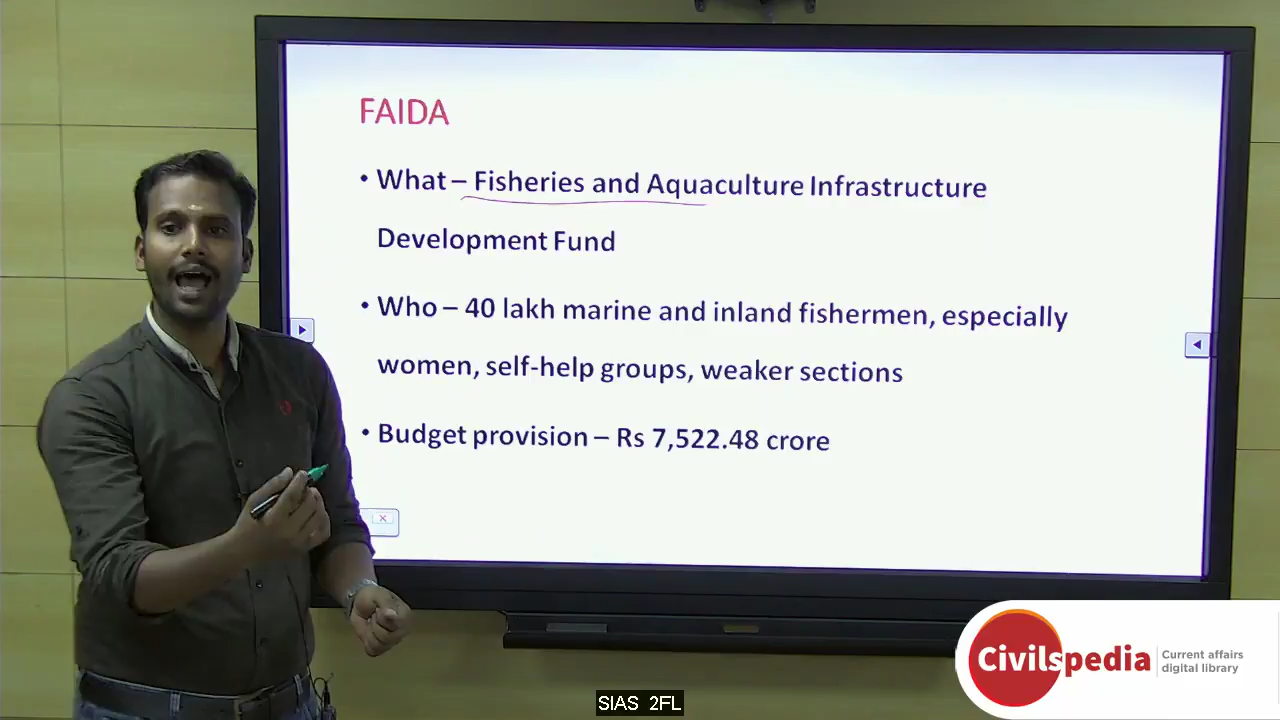 FAIDA
• What – Fisheries and Aquaculture Infrastructure
Development Fund
• Who – 40 lakh marine and inland fishermen, especially
women, self-help groups, weaker sections
• Budget provision – Rs 7,522.48 crore
Civilspedia
Current affairs
digital library
SIAS 2FL